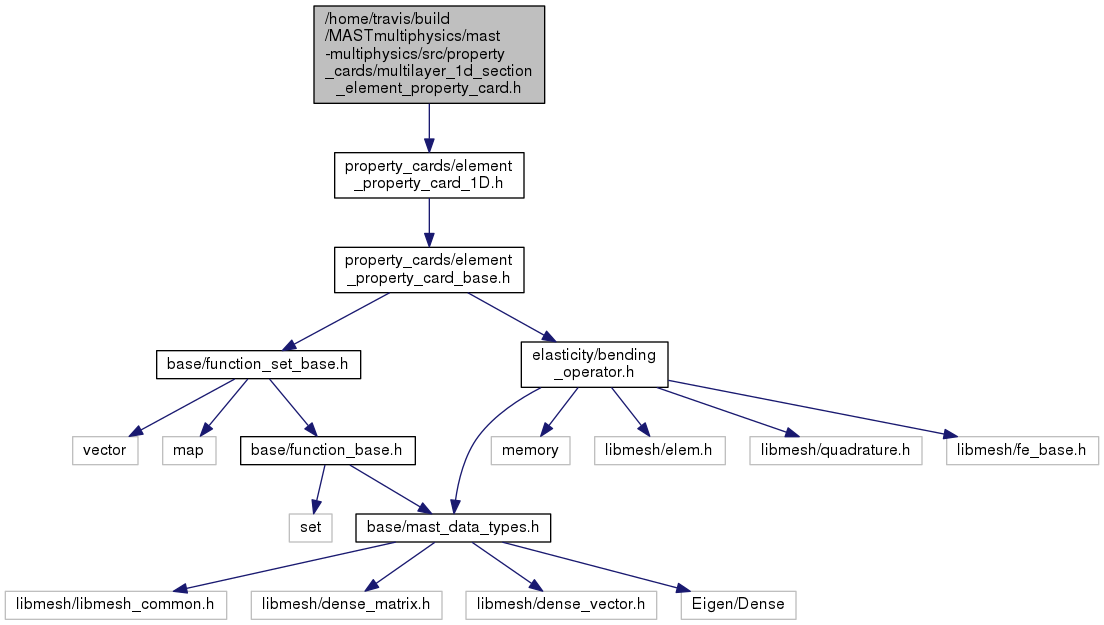 /home/travis/build
/MASTmultiphysics/mast
-multiphysics/src/property
_cards/multilayer_1d_section
_element_property_card.h
property_cards/element
_property_card_1D.h
property_cards/element
_property_card_base.h
base/function_set_base.h
elasticity/bending
_operator.h
vector
map
base/function_base.h
memory
libmesh/elem.h
libmesh/quadrature.h
libmesh/fe_base.h
set
base/mast_data_types.h
libmesh/libmesh_common.h
libmesh/dense_matrix.h
libmesh/dense_vector.h
Eigen/Dense